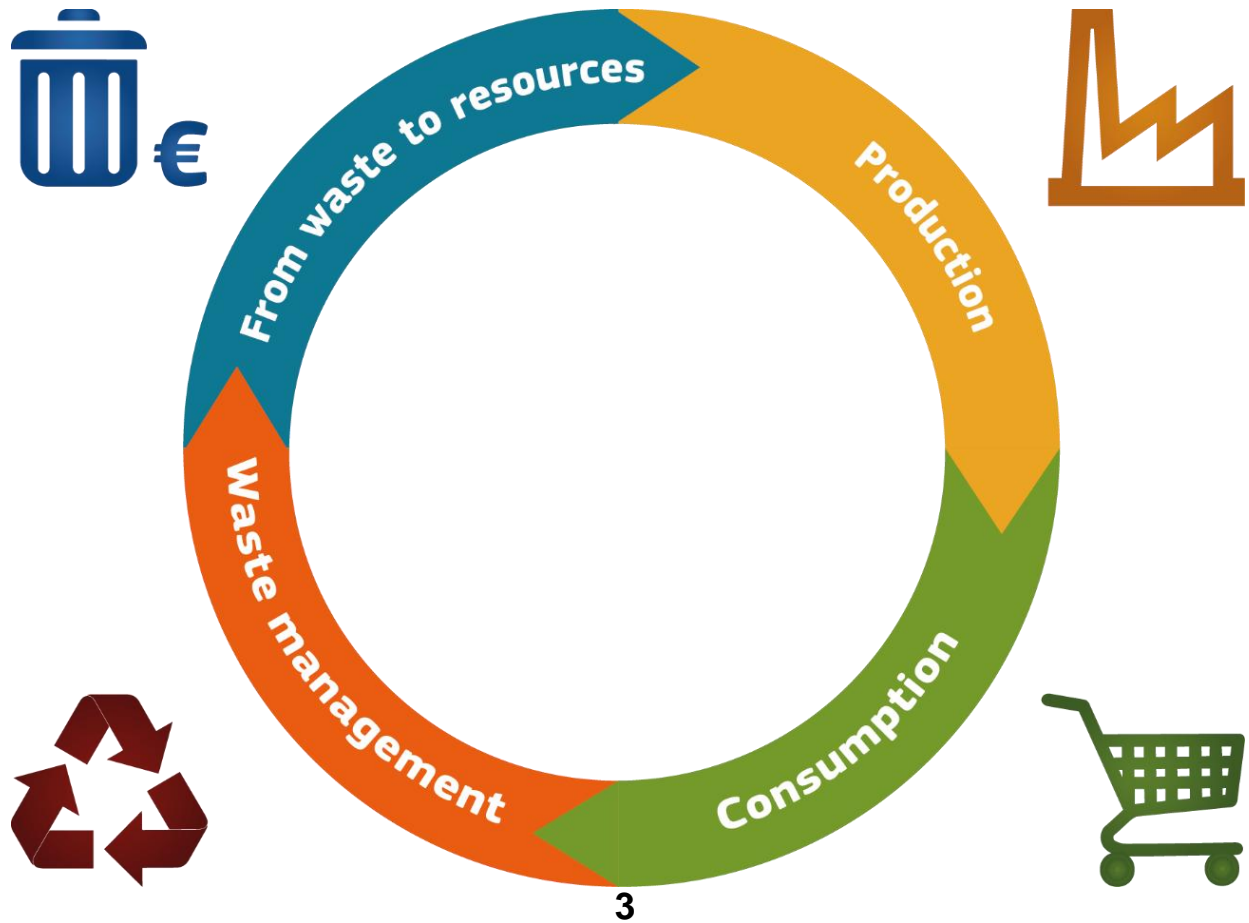 €
From waste to resources
Production
Waste management
Consumption
3